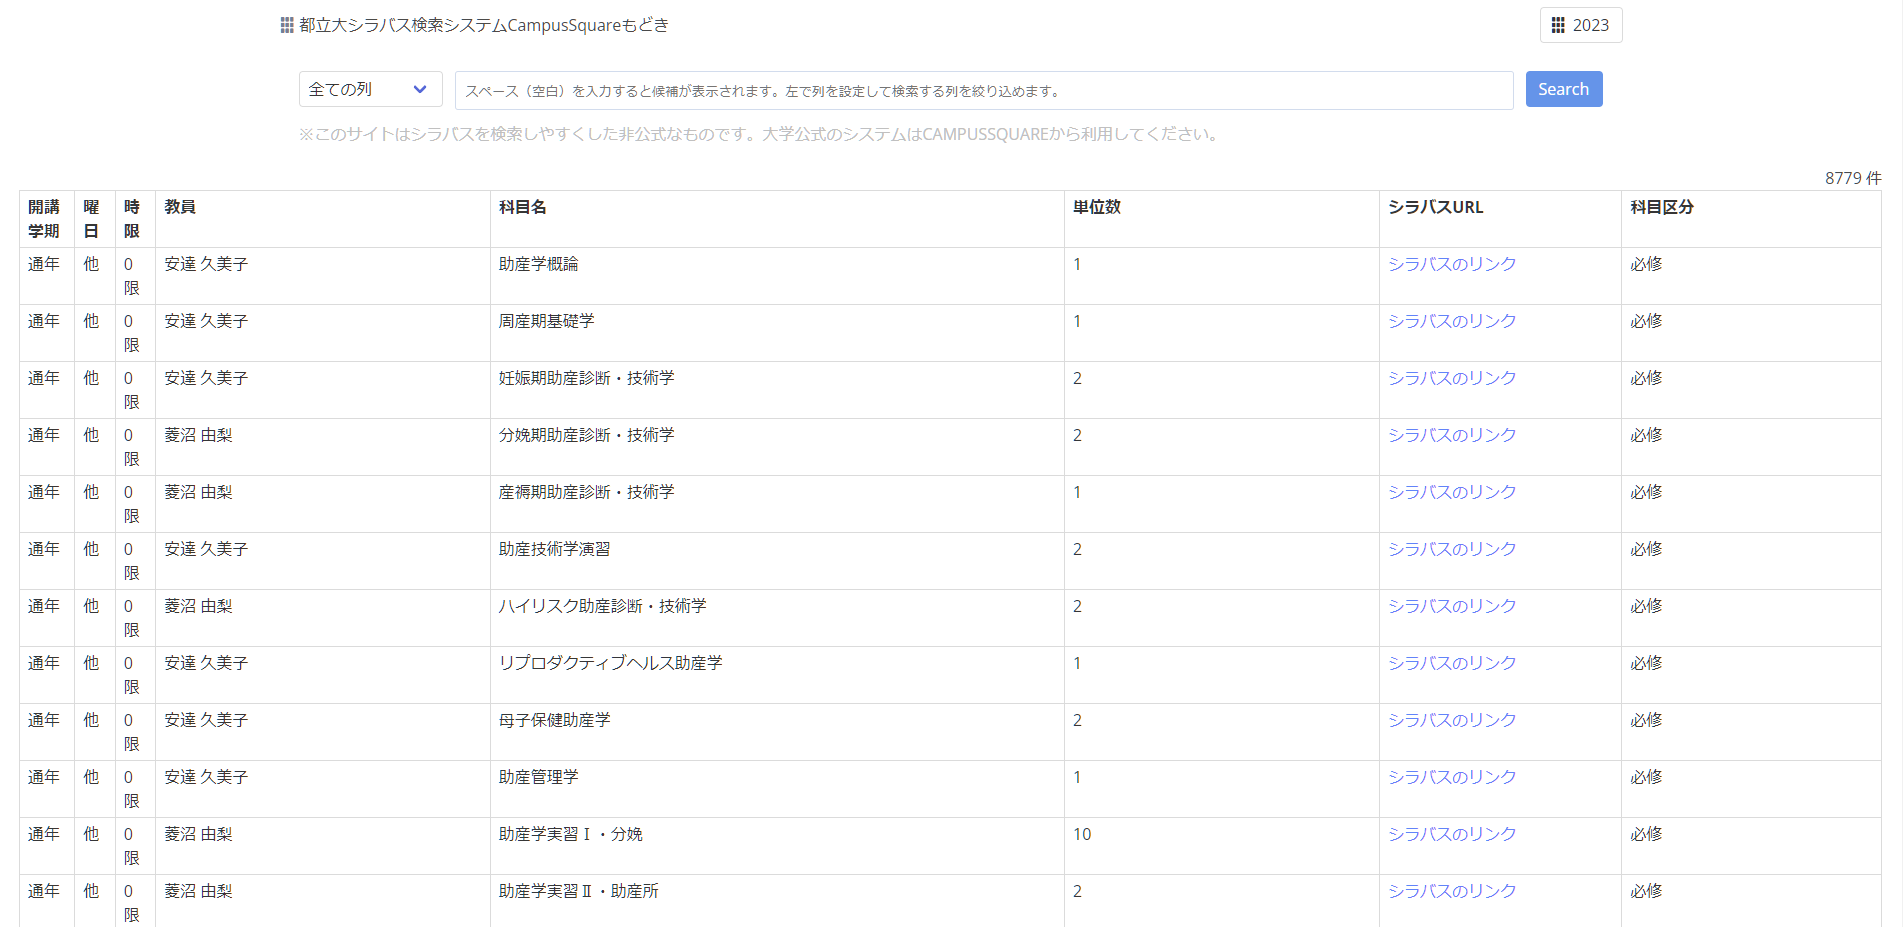 都立大シラバス検索システムCampusSquareもどき
2023
全ての列
スペース（空白）を入力すると候補が表示されます。左で列を設定して検索する列を絞り込めます。
Search
※このサイトはシラバスを検索しやすくした非公式なものです。大学公式のシステムはCAMPUSSQUAREから利用してください。
8779 件
開講学期 曜日 時限 教員 科目名 単位数 シラバスURL 科目区分
通年 他 0限 安達 久美子 助産学概論 1 シラバスのリンク 必修
通年 他 0限 安達 久美子 周産期基礎学 1 シラバスのリンク 必修
通年 他 0限 安達 久美子 妊娠期助産診断・技術学 2 シラバスのリンク 必修
通年 他 0限 菱沼 由梨 分娩期助産診断・技術学 2 シラバスのリンク 必修
通年 他 0限 菱沼 由梨 産褥期助産診断・技術学 1 シラバスのリンク 必修
通年 他 0限 安達 久美子 助産技術学演習 2 シラバスのリンク 必修
通年 他 0限 菱沼 由梨 ハイリスク助産診断・技術学 2 シラバスのリンク 必修
通年 他 0限 安達 久美子 リプロダクティブヘルス助産学 1 シラバスのリンク 必修
通年 他 0限 安達 久美子 母子保健助産学 2 シラバスのリンク 必修
通年 他 0限 安達 久美子 助産管理学 1 シラバスのリンク 必修
通年 他 0限 菱沼 由梨 助産学実習Ⅰ・分娩 10 シラバスのリンク 必修
通年 他 0限 菱沼 由梨 助産学実習Ⅱ・助産所 2 シラバスのリンク 必修